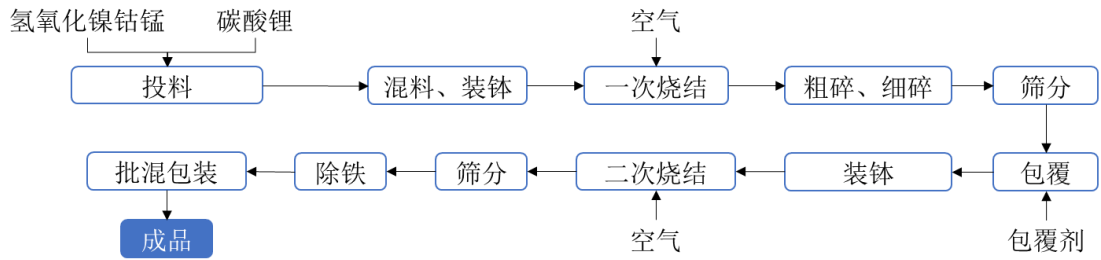 氢氧化镍钴锰
碳酸锂
空气
投料
混料、装钵
一次烧结
粗碎、细碎
筛分
批混包装
除铁
筛分
二次烧结
装钵
包覆
成品
空气
包覆剂